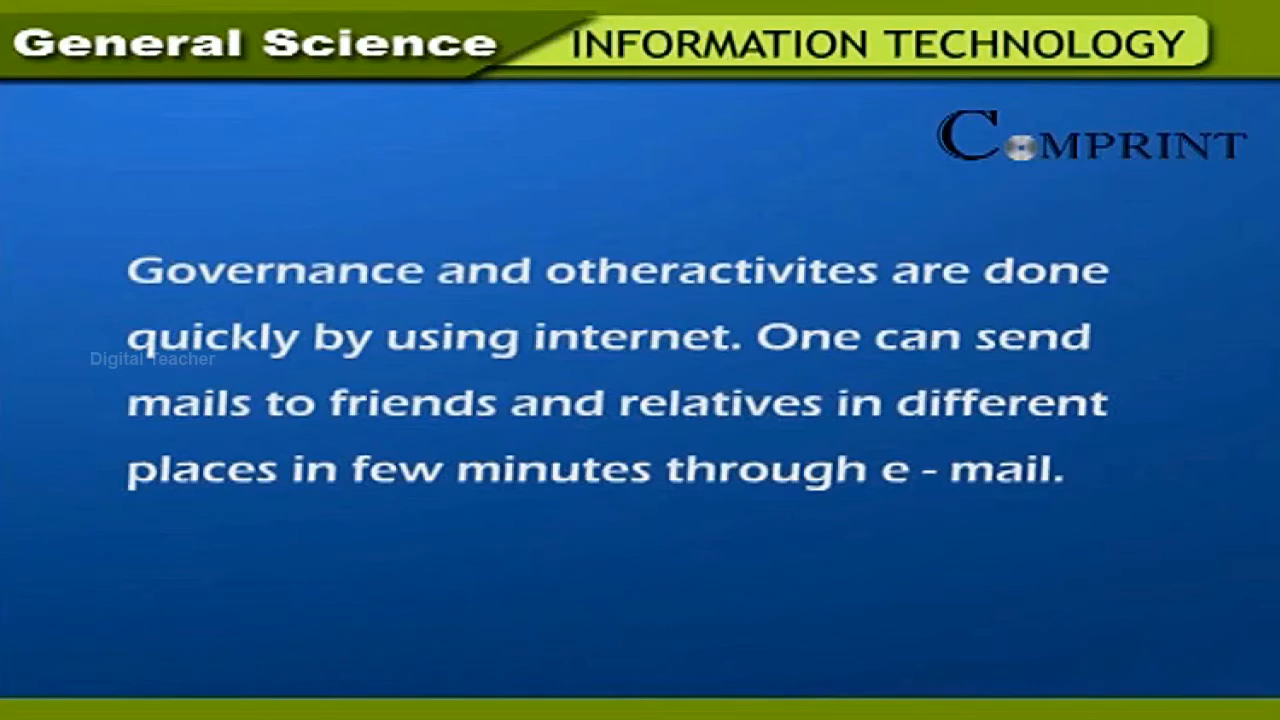 General Science
INFORMATION TECHNOLOGY
COMPRINT
Governance and otheractivites are done
quickly by using internet. One can send
Digital Teacher
mails to friends and relatives in different
places in few minutes through e - mail.